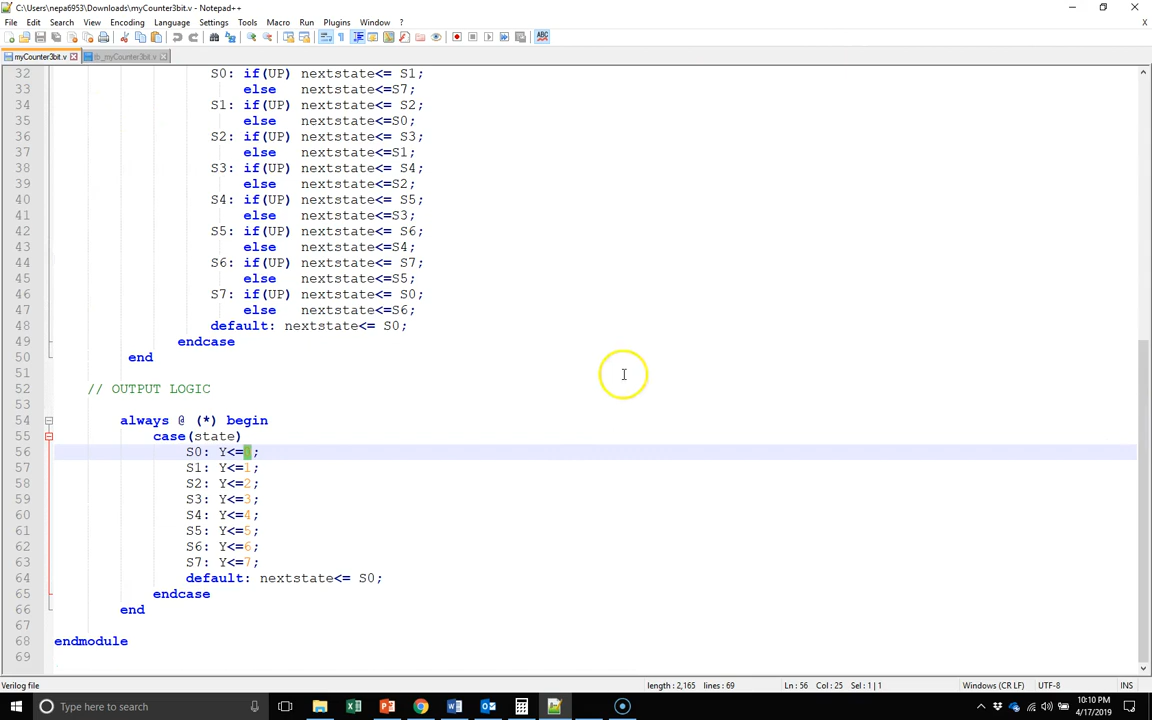 C:\Users\nepa6953\Downloads\myCounter3bit.v - Notepad++
File Edit Search View Encoding Language Settings Tools Macro Run Plugins Window ?
myCounter3bit.v tb_myCounter3bit.v
32 S0: if(UP) nextstate<= S1;
33 else nextstate<=S7;
34 S1: if(UP) nextstate<= S2;
35 else nextstate<=S0;
36 S2: if(UP) nextstate<= S3;
37 else nextstate<=S1;
38 S3: if(UP) nextstate<= S4;
39 else nextstate<=S2;
40 S4: if(UP) nextstate<= S5;
41 else nextstate<=S3;
42 S5: if(UP) nextstate<= S6;
43 else nextstate<=S4;
44 S6: if(UP) nextstate<= S7;
45 else nextstate<=S5;
46 S7: if(UP) nextstate<= S0;
47 else nextstate<=S6;
48 default: nextstate<= S0;
49 endcase
50 end
51
52 // OUTPUT LOGIC
53
54 always @ (*) begin
55 case(state)
56 S0: Y<= ;
57 S1: Y<=1;
58 S2: Y<=2;
59 S3: Y<=3;
60 S4: Y<=4;
61 S5: Y<=5;
62 S6: Y<=6;
63 S7: Y<=7;
64 default: nextstate<= S0;
65 endcase
66 end
67
68 endmodule
69
Verilog file length : 2,165 lines : 69 Ln : 56 Col : 25 Sel : 1 | 1 Windows (CR LF) UTF-8 INS
Type here to search
10:10 PM
4/17/2019